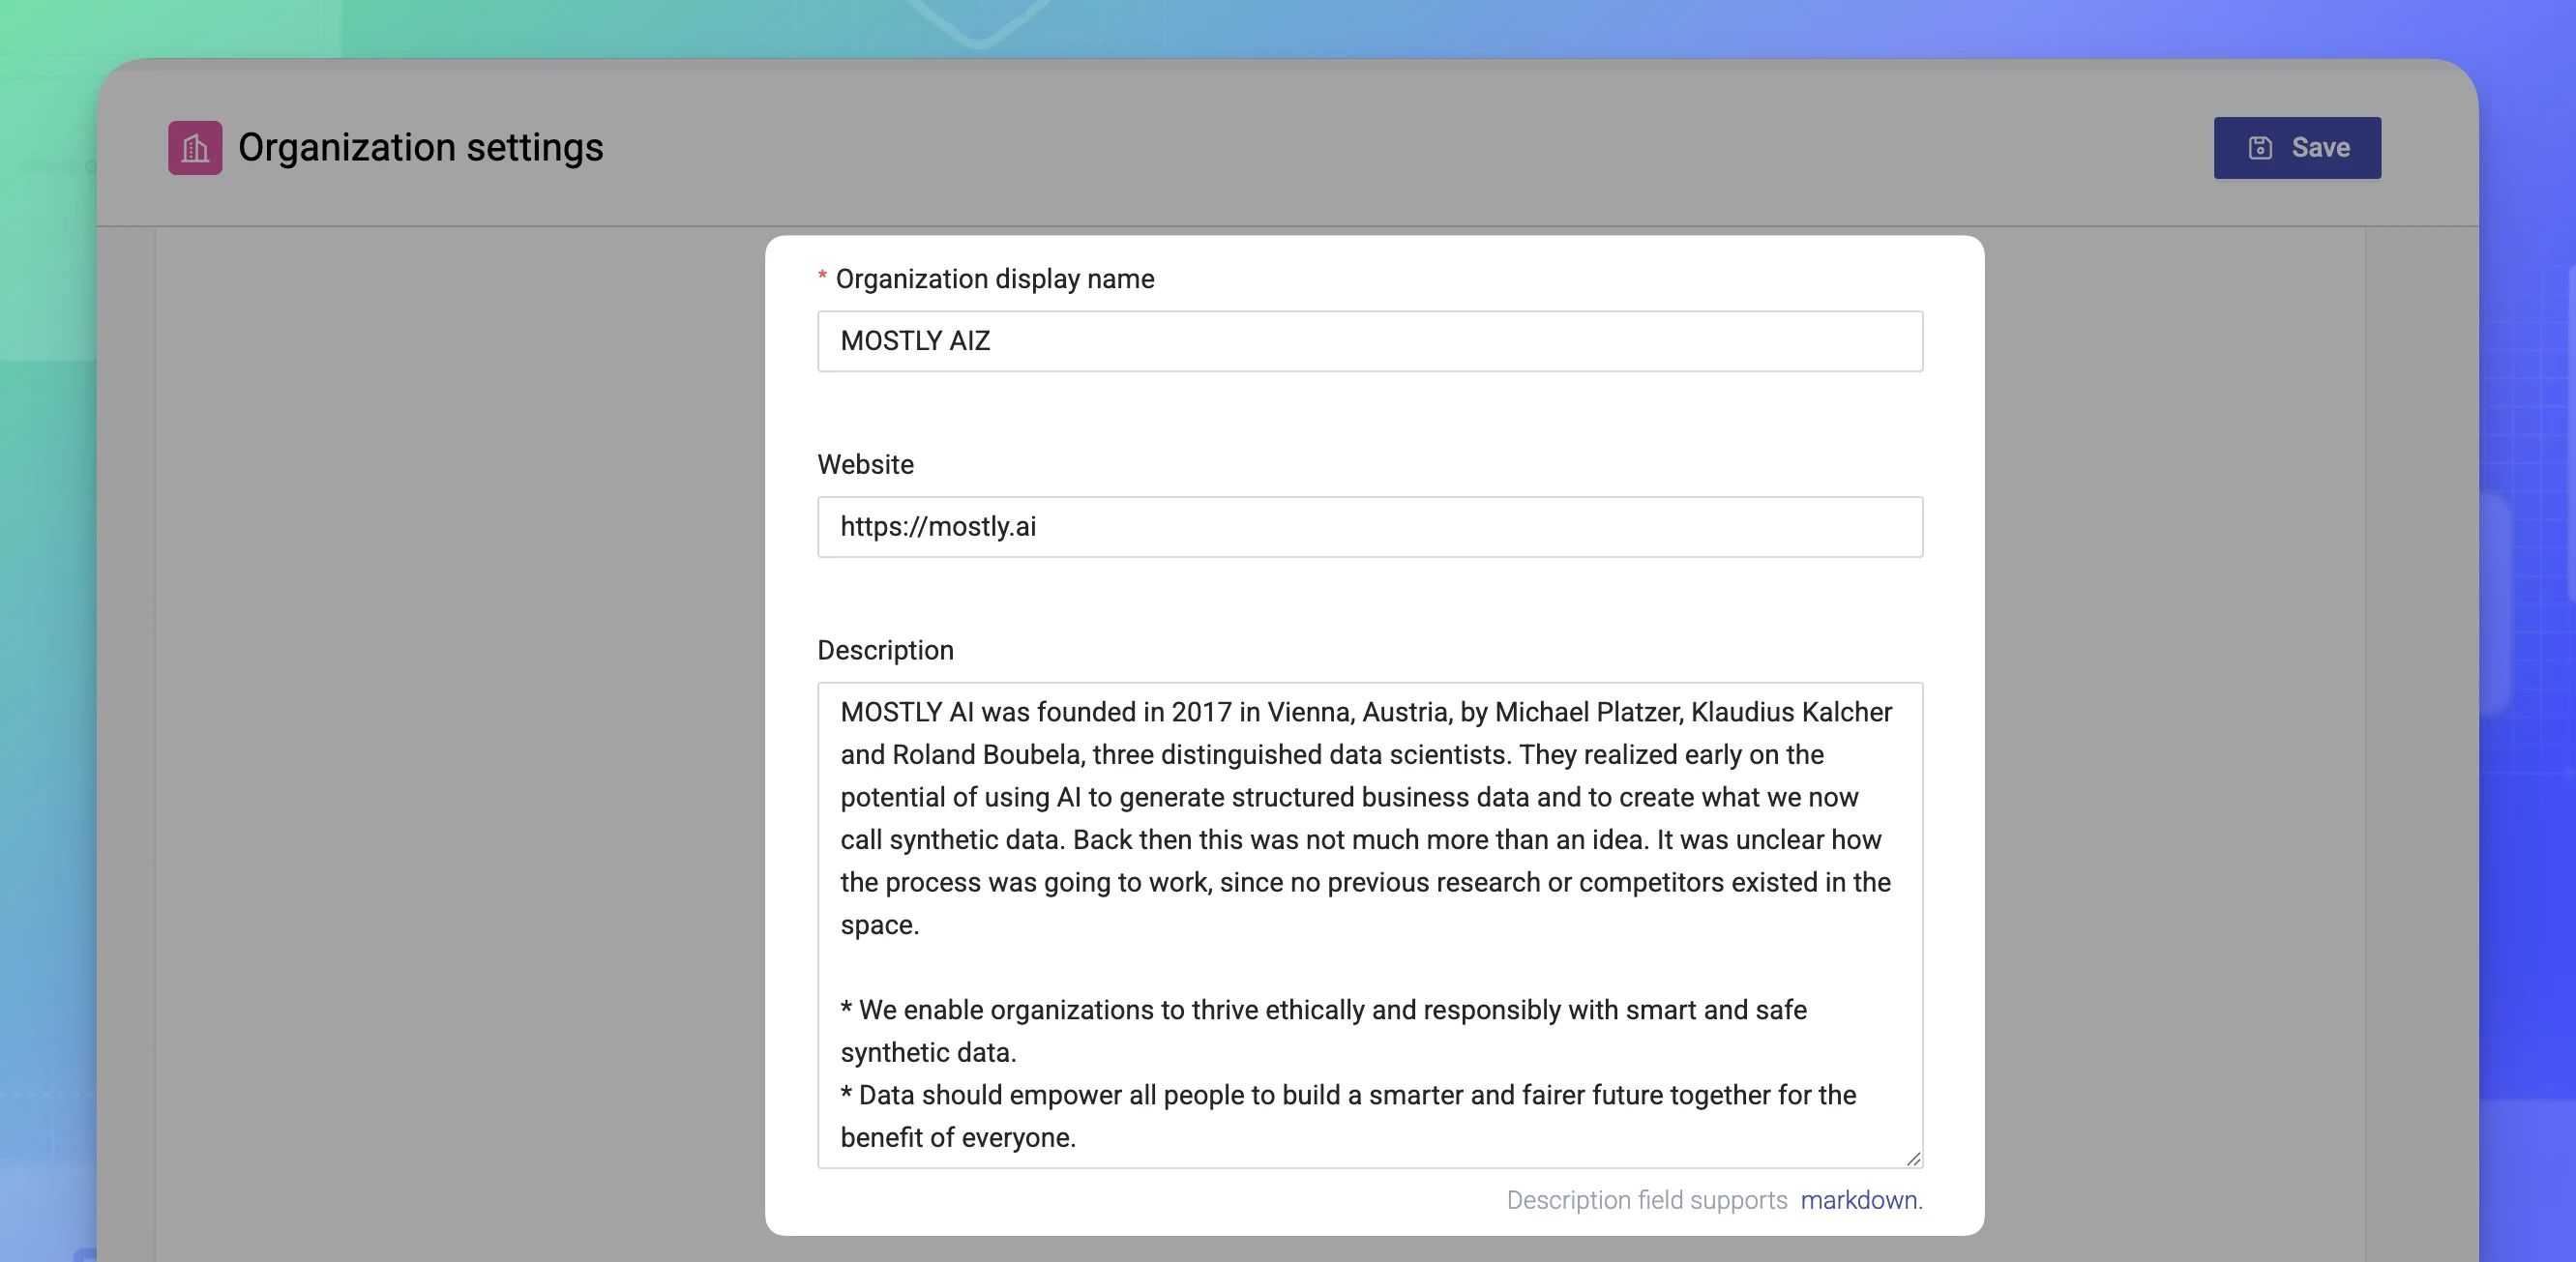 Organization settings
Save
* Organization display name
MOSTLY AIZ
Website
https://mostly.ai
Description
MOSTLY AI was founded in 2017 in Vienna, Austria, by Michael Platzer, Klaudius Kalcher
and Roland Boubela, three distinguished data scientists. They realized early on the
potential of using AI to generate structured business data and to create what we now
call synthetic data. Back then this was not much more than an idea. It was unclear how
the process was going to work, since no previous research or competitors existed in the
space.
* We enable organizations to thrive ethically and responsibly with smart and safe
synthetic data.
* Data should empower all people to build a smarter and fairer future together for the
benefit of everyone.
Description field supports markdown.